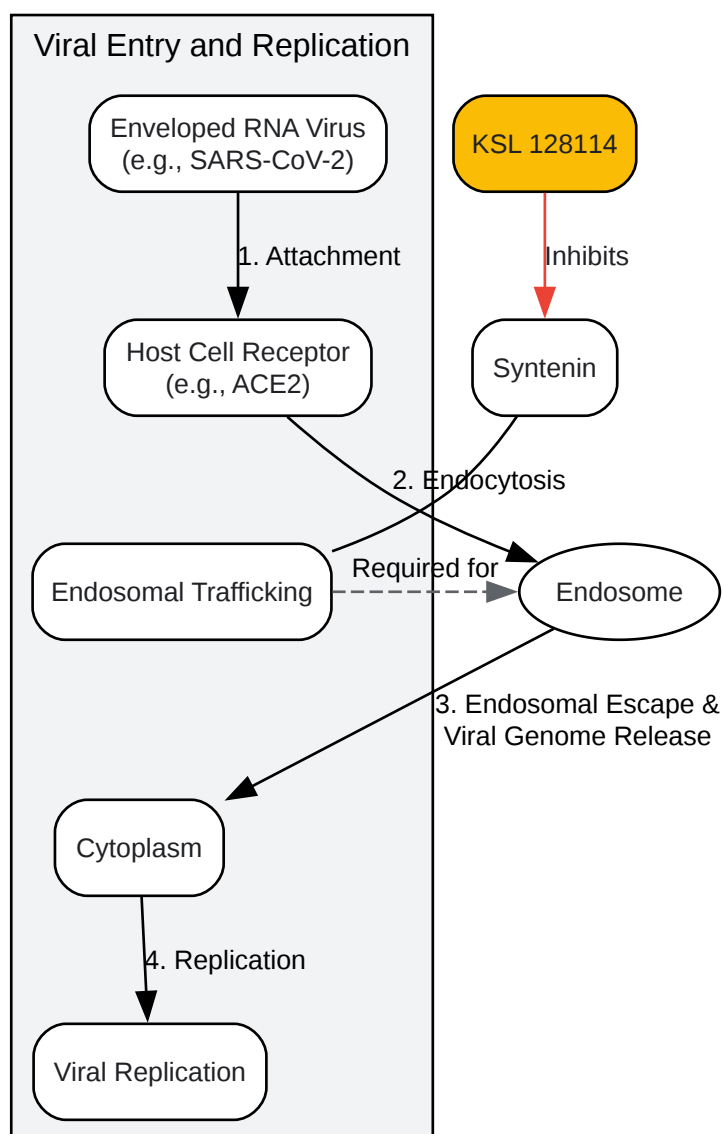 Viral Entry and Replication
Enveloped RNA Virus
(e.g., SARS-CoV-2)
KSL 128114
1. Attachment
Inhibits
Host Cell Receptor
(e.g., ACE2)
Syntenin
2. Endocytosis
Endosomal Trafficking
Required for
Endosome
3. Endosomal Escape &
Viral Genome Release
Cytoplasm
4. Replication
Viral Replication